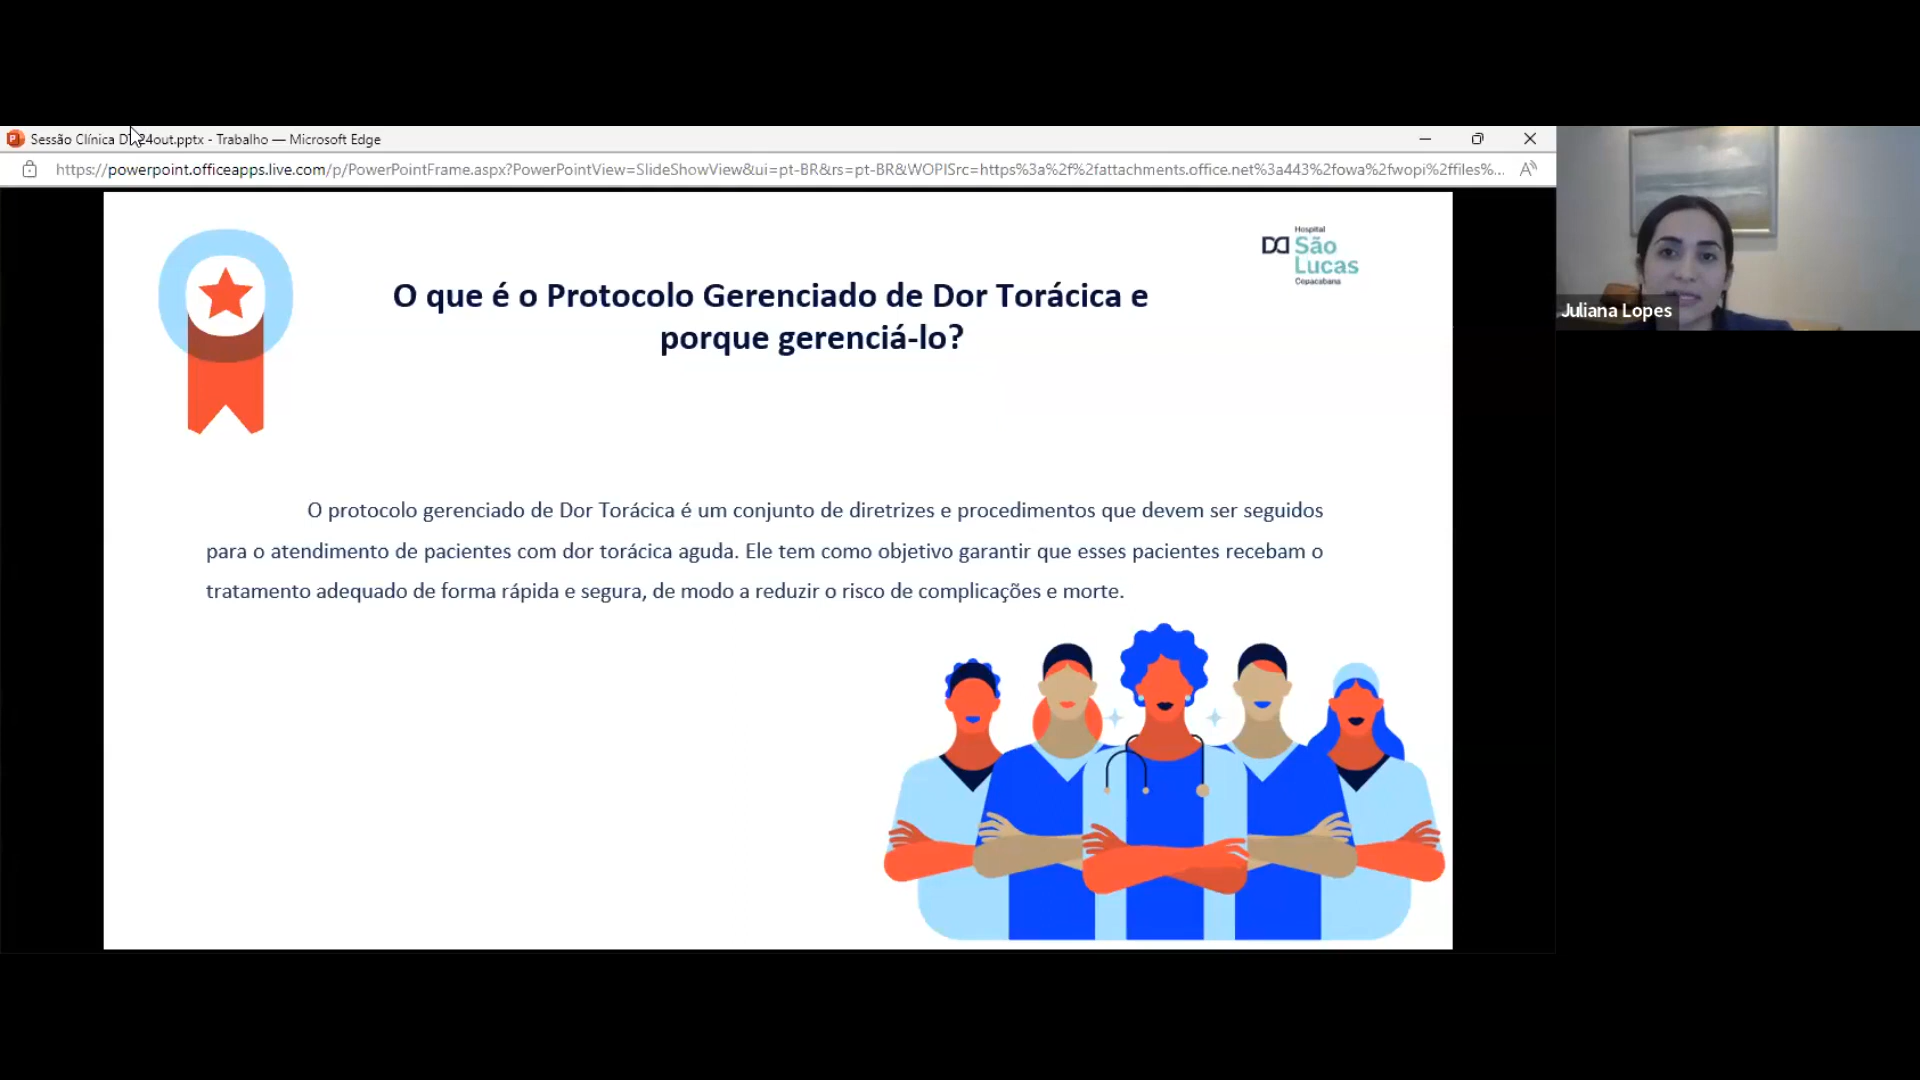 Sessão Clínica D 24out.pptx - Trabalho — Microsoft Edge
https://powerpoint.officeapps.live.com/p/PowerPointFrame.aspx?PowerPointView=SlideShowView&ui=pt-BR&rs=pt-BR&WOPISrc=https%3a%2f%2fattachments.office.net%3a443%2fowa%2fwopi%2ffiles%...
Hospital
São
Lucas
Copacabana
O que é o Protocolo Gerenciado de Dor Torácica e
porque gerenciá-lo?
Juliana Lopes
O protocolo gerenciado de Dor Torácica é um conjunto de diretrizes e procedimentos que devem ser seguidos
para o atendimento de pacientes com dor torácica aguda. Ele tem como objetivo garantir que esses pacientes recebam o
tratamento adequado de forma rápida e segura, de modo a reduzir o risco de complicações e morte.